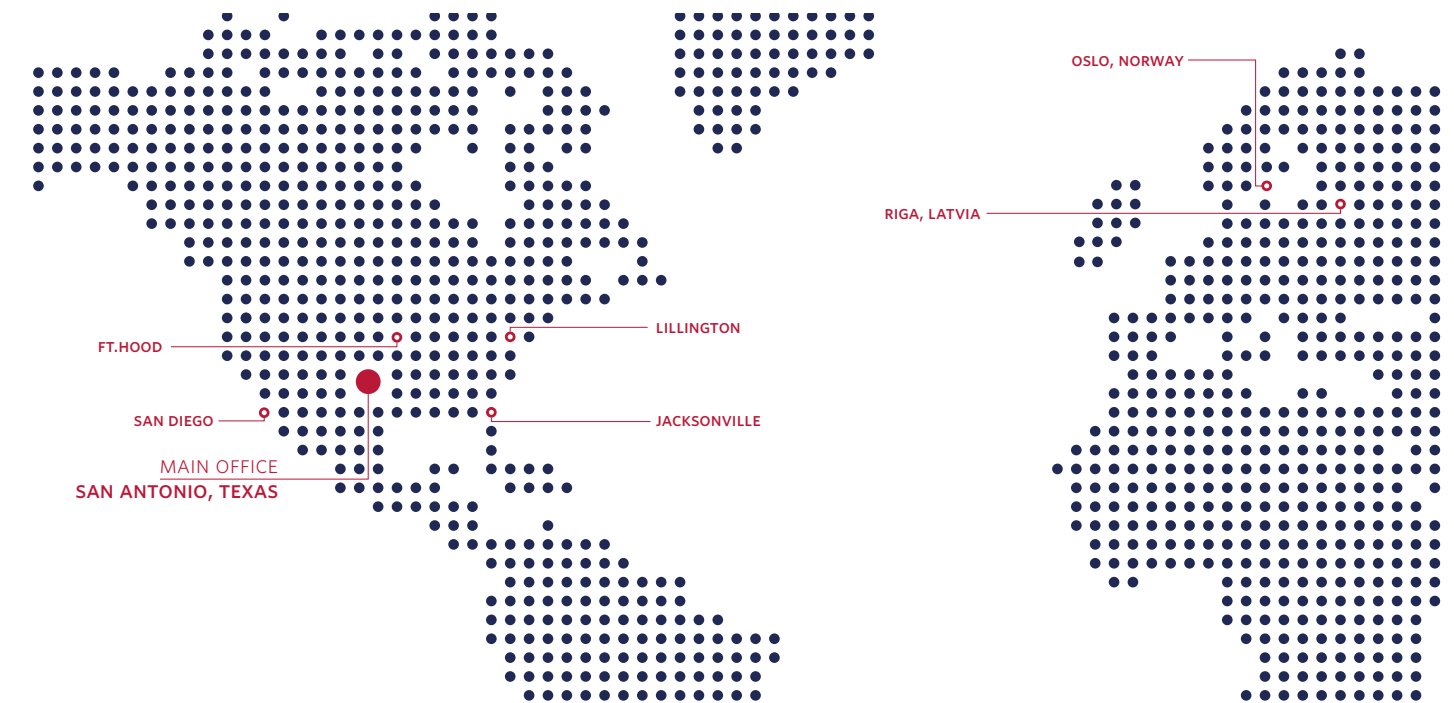 OSLO, NORWAY
RIGA, LATVIA
LILLINGTON
FT.HOOD
SAN DIEGO
JACKSONVILLE
MAIN OFFICE
SAN ANTONIO, TEXAS